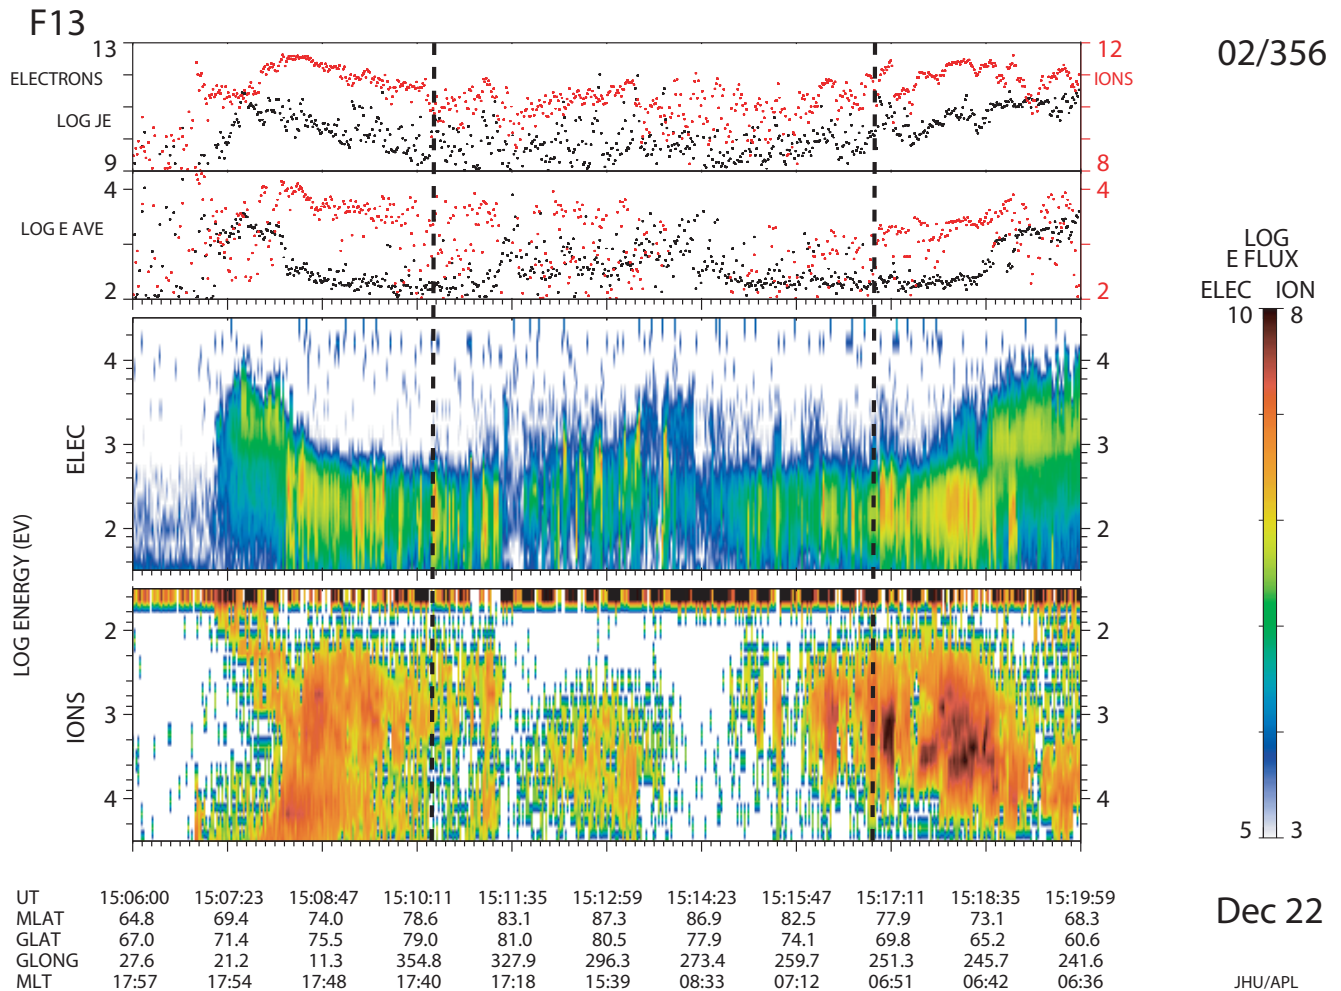 F13
02/356
13
12
ELECTRONS
IONS
LOG JE
9
8
4
4
LOG E AVE
2
2
LOG
E FLUX
ELEC ION
10 8
5 3
LOG ENERGY (EV)
ELEC
4
4
3
3
2
2
IONS
2
2
3
3
4
4
UT 15:06:00 15:07:23 15:08:47 15:10:11 15:11:35 15:12:59 15:14:23 15:15:47 15:17:11 15:18:35 15:19:59
MLAT 64.8 69.4 74.0 78.6 83.1 87.3 86.9 82.5 77.9 73.1 68.3
GLAT 67.0 71.4 75.5 79.0 81.0 80.5 77.9 74.1 69.8 65.2 60.6
GLONG 27.6 21.2 11.3 354.8 327.9 296.3 273.4 259.7 251.3 245.7 241.6
MLT 17:57 17:54 17:48 17:40 17:18 15:39 08:33 07:12 06:51 06:42 06:36
Dec 22
JHU/APL